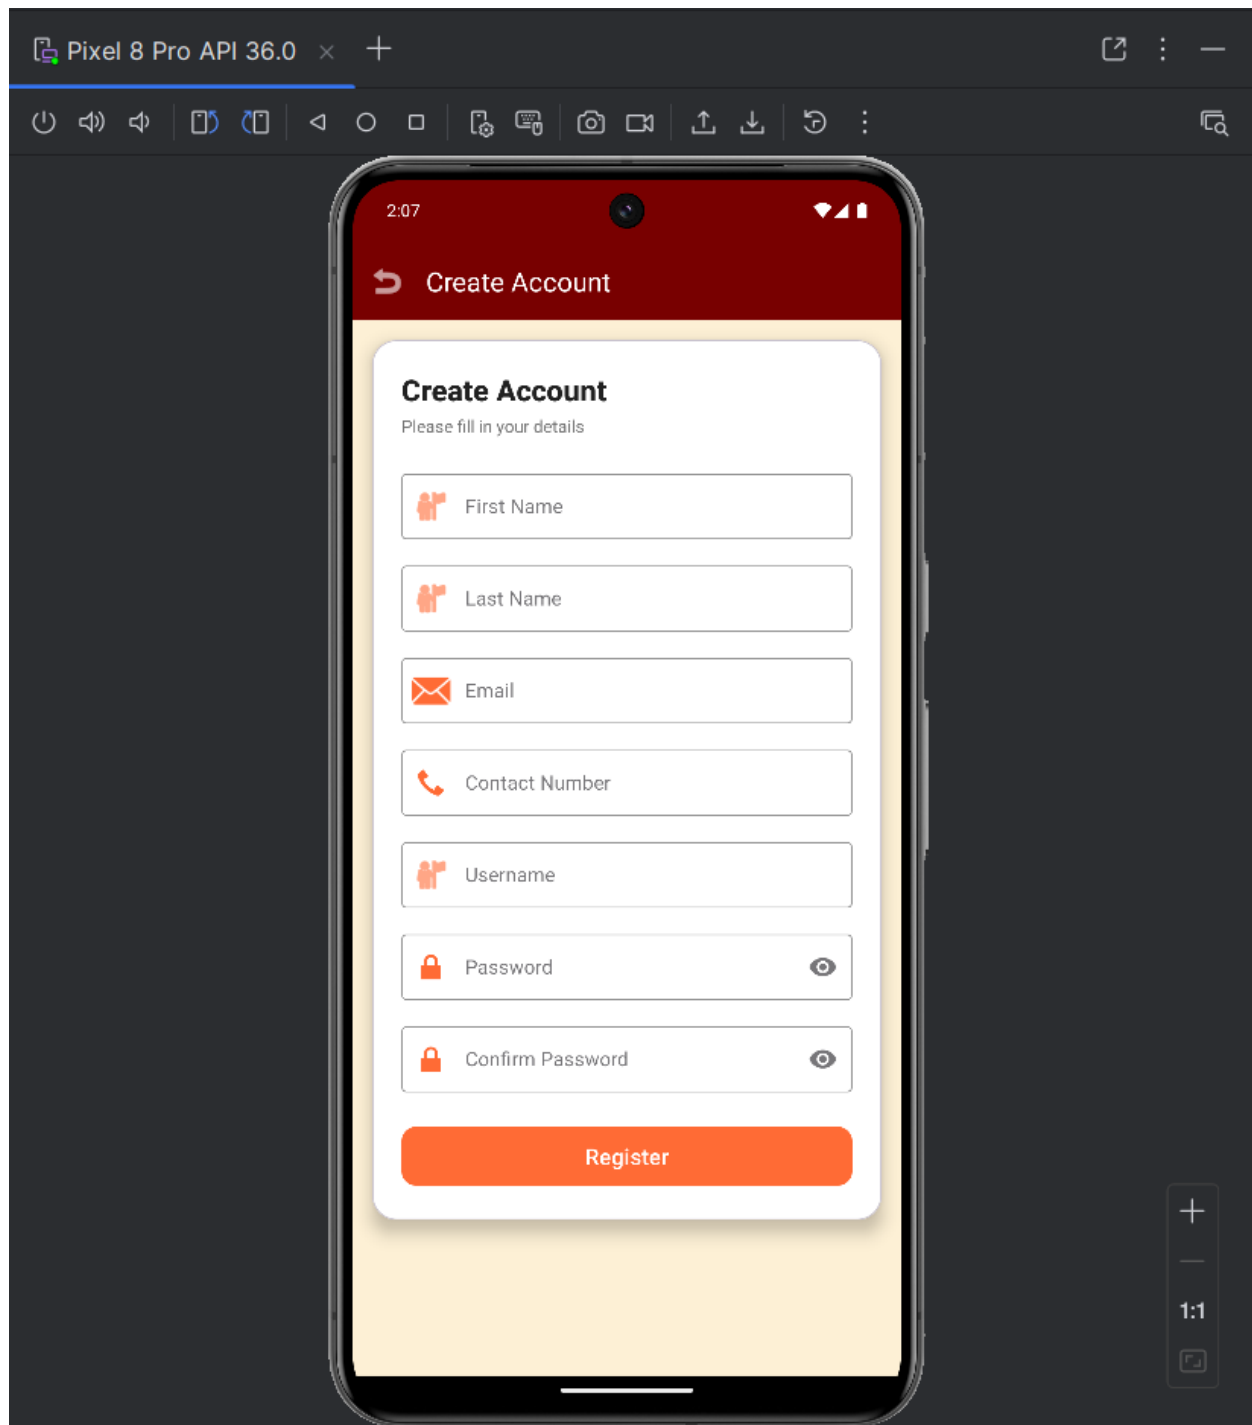 Pixel 8 Pro API 36.0
2:07
Create Account
Create Account
Please fill in your details
First Name
Last Name
Email
Contact Number
Username
Password
Confirm Password
Register
1:1